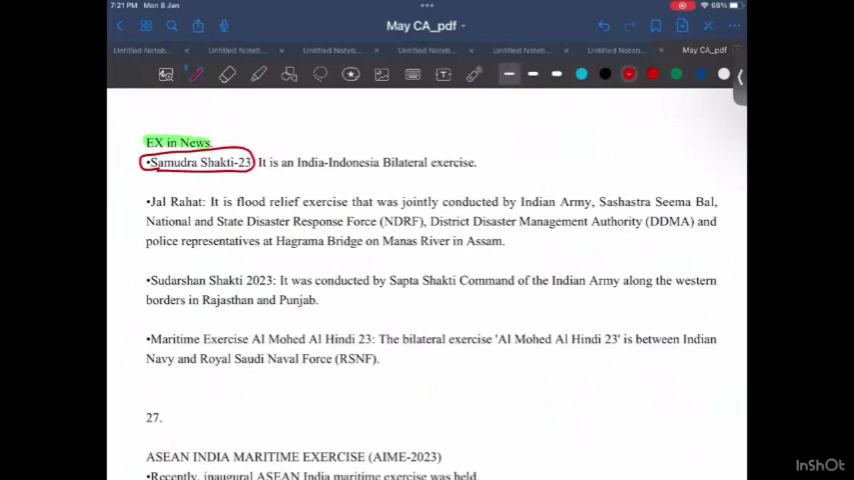 7:21 PM Mon 8 Jan
66%
May CA_pdf
Untitled Noteb...
Untitled Noteb...
Untitled Noteb...
Untitled Noteb...
Untitled Noteb...
Untitled Noteb...
May CA_pdf
EX in News.
•Samudra Shakti-23: It is an India-Indonesia Bilateral exercise.
•Jal Rahat: It is flood relief exercise that was jointly conducted by Indian Army, Sashastra Seema Bal,
National and State Disaster Response Force (NDRF), District Disaster Management Authority (DDMA) and
police representatives at Hagrama Bridge on Manas River in Assam.
•Sudarshan Shakti 2023: It was conducted by Sapta Shakti Command of the Indian Army along the western
borders in Rajasthan and Punjab.
•Maritime Exercise Al Mohed Al Hindi 23: The bilateral exercise 'Al Mohed Al Hindi 23' is between Indian
Navy and Royal Saudi Naval Force (RSNF).
27.
ASEAN INDIA MARITIME EXERCISE (AIME-2023)
•Recently, inaugural ASEAN India maritime exercise was held.
InShOt